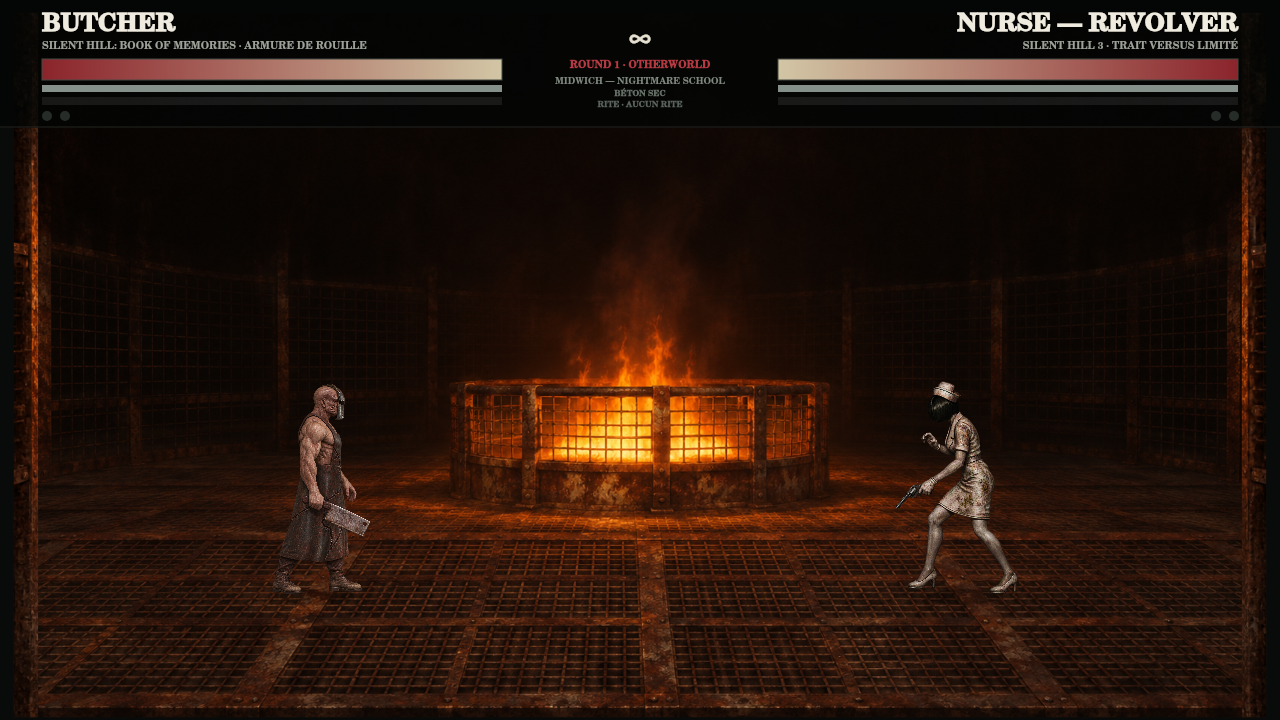 BUTCHER
SILENT HILL: BOOK OF MEMORIES · ARMURE DE ROUILLE
∞
ROUND 1 · OTHERWORLD
MIDWICH — NIGHTMARE SCHOOL
BÉTON SEC
RITE · AUCUN RITE
NURSE — REVOLVER
SILENT HILL 3 · TRAIT VERSUS LIMITÉ